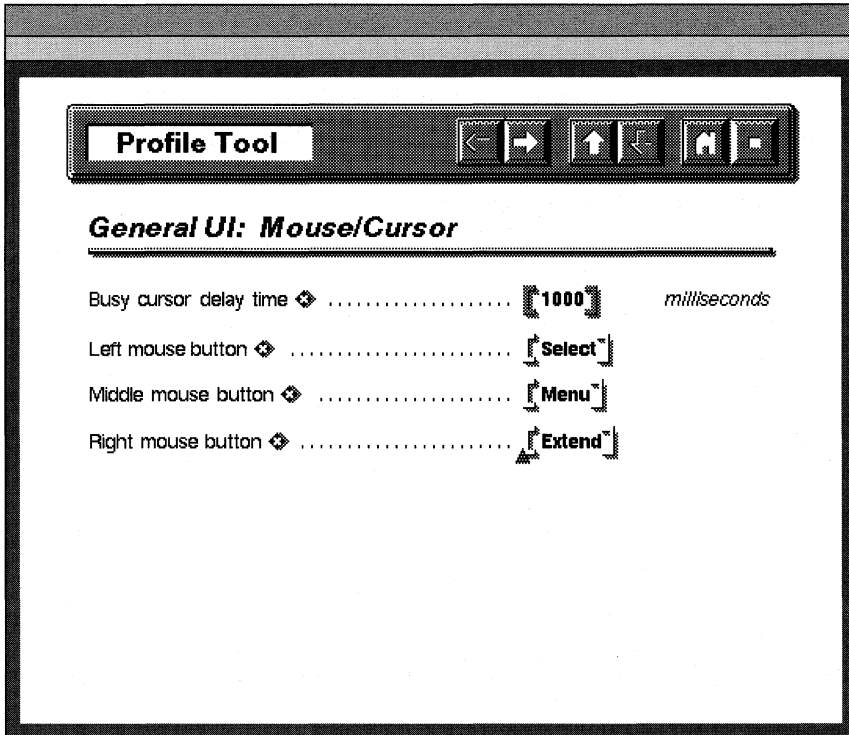 Profile Tool
General UI: Mouse/Cursor
Busy cursor delay time ................... 1000 milliseconds
Left mouse button ....................... Select
Middle mouse button .................... Menu
Right mouse button ...................... Extend